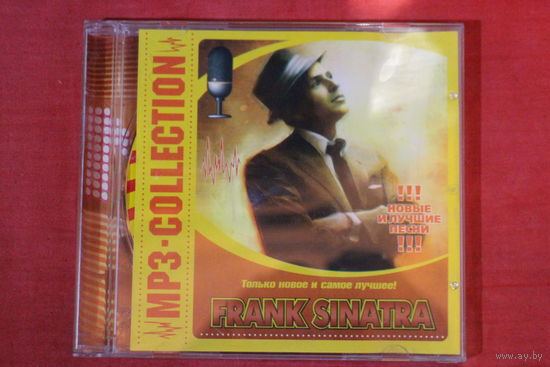 MP3·COLLECTION
!!!
НОВЫЕ
И ЛУЧШИЕ
ПЕСНИ
!!!
Только новое и самое лучшее!
FRANK SINATRA
www.ay.by